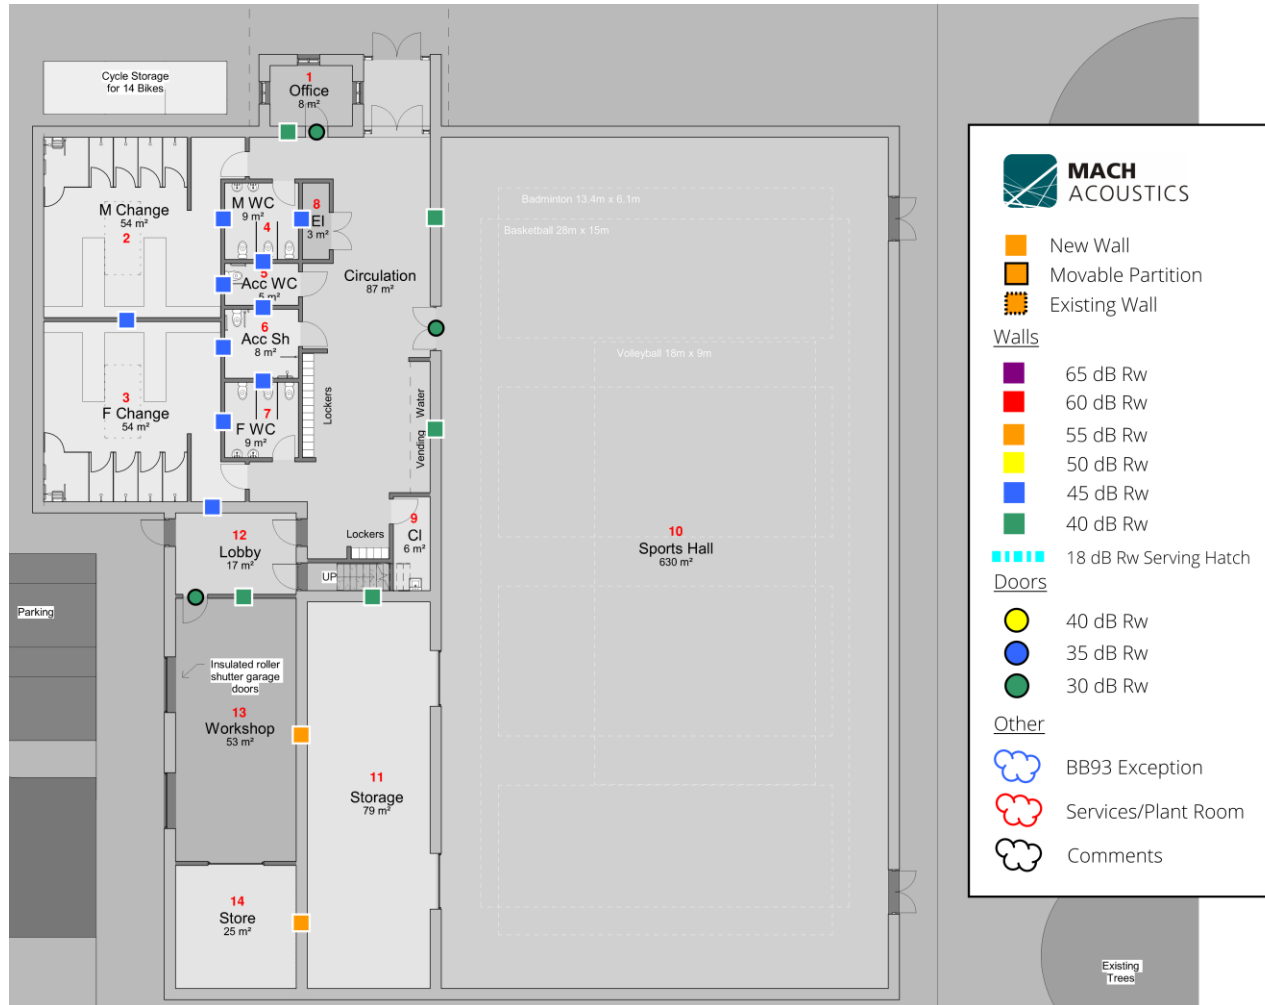 Cycle Storage
for 14 Bikes
1
Office
8 m²
M Change
54 m²
2
M WC
9 m²
4
8
El
3 m²
5
Acc WC
5 m²
Circulation
87 m²
6
Acc Sh
8 m²
3
F Change
54 m²
7
F WC
9 m²
Lockers
Vending
Water
Lockers
9
Cl
6 m²
12
Lobby
17 m²
UP
Parking
Insulated roller
shutter garage
doors
13
Workshop
53 m²
11
Storage
79 m²
14
Store
25 m²
Badminton 13.4m x 6.1m
Basketball 28m x 15m
Volleyball 18m x 9m
10
Sports Hall
630 m²
Existing
Trees
MACH
ACOUSTICS
New Wall
Movable Partition
Existing Wall
Walls
65 dB Rw
60 dB Rw
55 dB Rw
50 dB Rw
45 dB Rw
40 dB Rw
18 dB Rw Serving Hatch
Doors
40 dB Rw
35 dB Rw
30 dB Rw
Other
BB93 Exception
Services/Plant Room
Comments